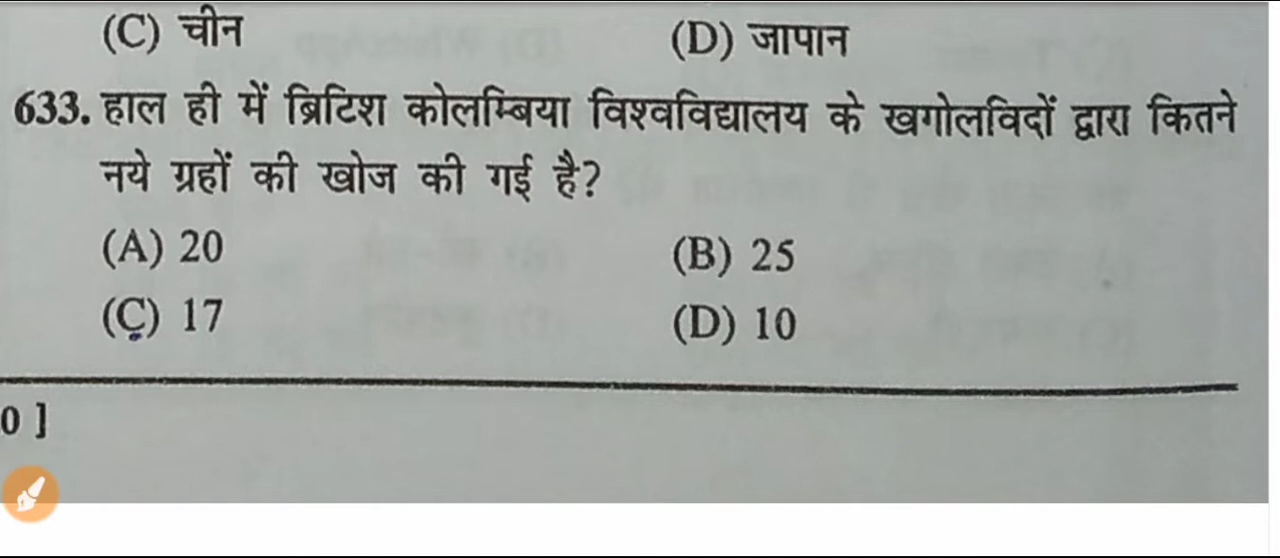 (C) चीन (D) जापान
633. हाल ही में ब्रिटिश कोलम्बिया विश्वविद्यालय के खगोलविदों द्वारा कितने
नये ग्रहों की खोज की गई है?
(A) 20 (B) 25
(C) 17 (D) 10
0 ]